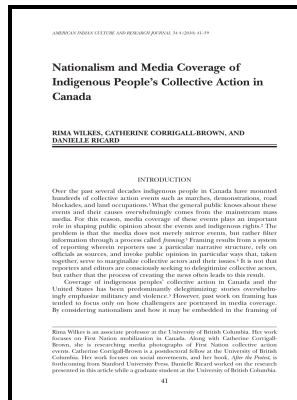 AMERICAN INDIAN CULTURE AND RESEARCH JOURNAL 34:4 (2010) 41–59
Nationalism and Media Coverage of
Indigenous People's Collective Action in
Canada
RIMA WILKES, CATHERINE CORRIGALL-BROWN, AND
DANIELLE RICARD
INTRODUCTION
Over the past several decades indigenous people in Canada have mounted
hundreds of collective action events such as marches, demonstrations, road
blockades, and land occupations.1 What the general public knows about these
events and their causes overwhelmingly comes from the mainstream mass
media. For this reason, media coverage of these events plays an important
role in shaping public opinion about the events and indigenous rights.2 The
problem is that the media does not merely mirror events, but rather filter
information through a process called framing.3 Framing results from a system
of reporting wherein reporters use a particular narrative structure, rely on
officials as sources, and invoke public opinion in particular ways that, taken
together, serve to marginalize collective actors and their issues.4 It is not that
reporters and editors are consciously seeking to delegitimize collective actors,
but rather that the process of creating the news often leads to this result.
Coverage of indigenous peoples' collective action in Canada and the
United States has been predominantly delegitimizing; stories overwhelm-
ingly emphasize militancy and violence.5 However, past work on framing has
tended to focus only on how challengers are portrayed in media coverage.
By considering nationalism and how it may be embedded in the framing of
Rima Wilkes is an associate professor at the University of British Columbia. Her work
focuses on First Nation mobilization in Canada. Along with Catherine Corrigall-
Brown, she is researching media photographs of First Nation collective action
events. Catherine Corrigall-Brown is a postdoctoral fellow at the University of British
Columbia. Her work focuses on social movements, and her book, After the Protest, is
forthcoming from Stanford University Press. Danielle Ricard worked on the research
presented in this article while a graduate student at the University of British Columbia.
41